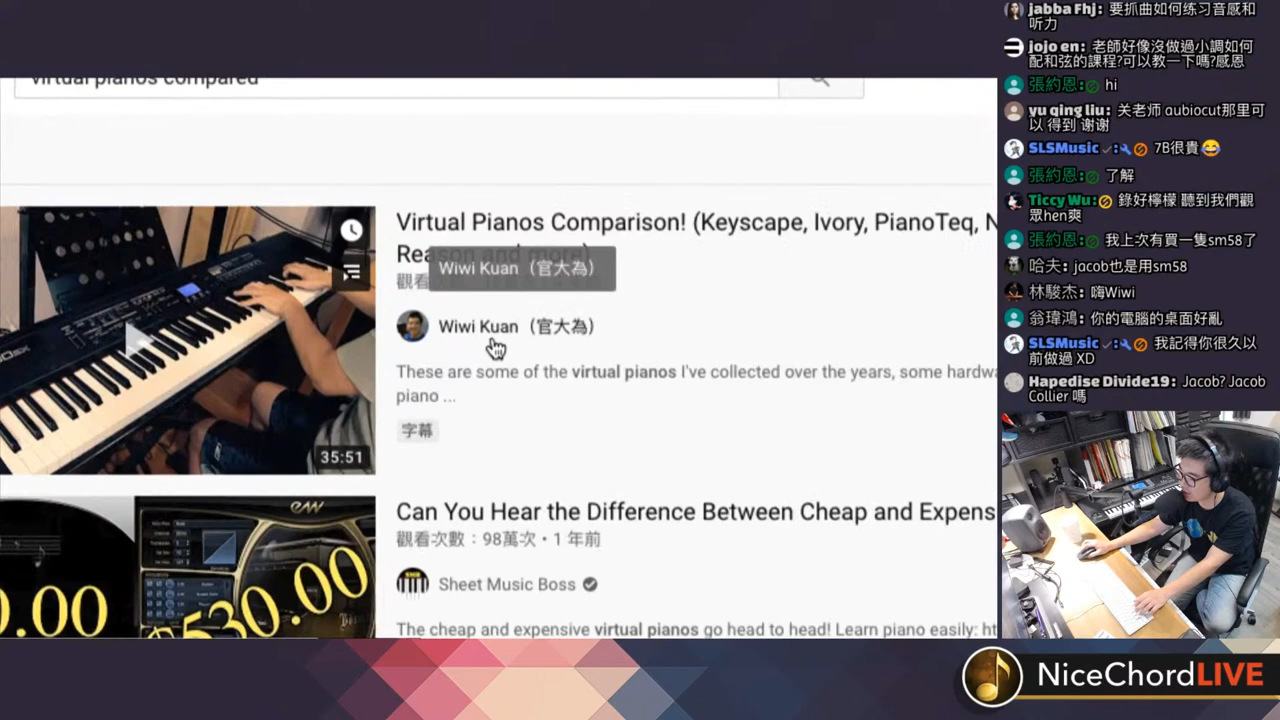 virtual pianos compared
Virtual Pianos Comparison! (Keyscape, Ivory, PianoTeq, N
Reason and more)
Wiwi Kuan（官大為）
觀看
Wiwi Kuan（官大為）
These are some of the virtual pianos I've collected over the years, some hardwa
piano ...
字幕
35:51
Can You Hear the Difference Between Cheap and Expens
觀看次數：98萬次・1 年前
Sheet Music Boss
The cheap and expensive virtual pianos go head to head! Learn piano easily: ht
0.00
$530.00
jabba Fhj: 要抓曲如何练习音感和
听力
jojo en: 老師好像沒做過小調如何
配和弦的課程?可以教一下嗎?感恩
張約恩: hi
yu qing liu: 关老师 aubiocut那里可
以 得到 谢谢
SLSMusic : 7B很貴😂
張約恩: 了解
Ticcy Wu: 錄好檸檬 聽到我們觀
眾hen爽
張約恩: 我上次有買一隻sm58了
哈夫: jacob也是用sm58
林駿杰: 嗨Wiwi
翁瑋鴻: 你的電腦的桌面好亂
SLSMusic : 我記得你很久以
前做過 XD
Hapedise Divide19: Jacob? Jacob
Collier 嗎
NiceChordLIVE